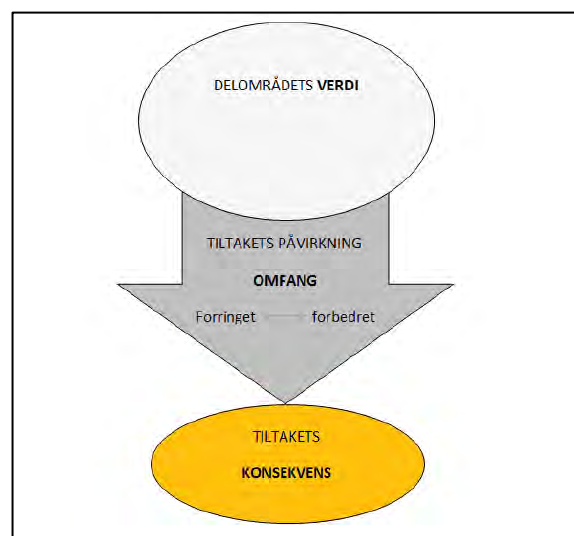 DELOMRÅDETS VERDI
TILTAKETS PÅVIRKNING
OMFANG
Forringet forbedret
TILTAKETS
KONSEKVENS